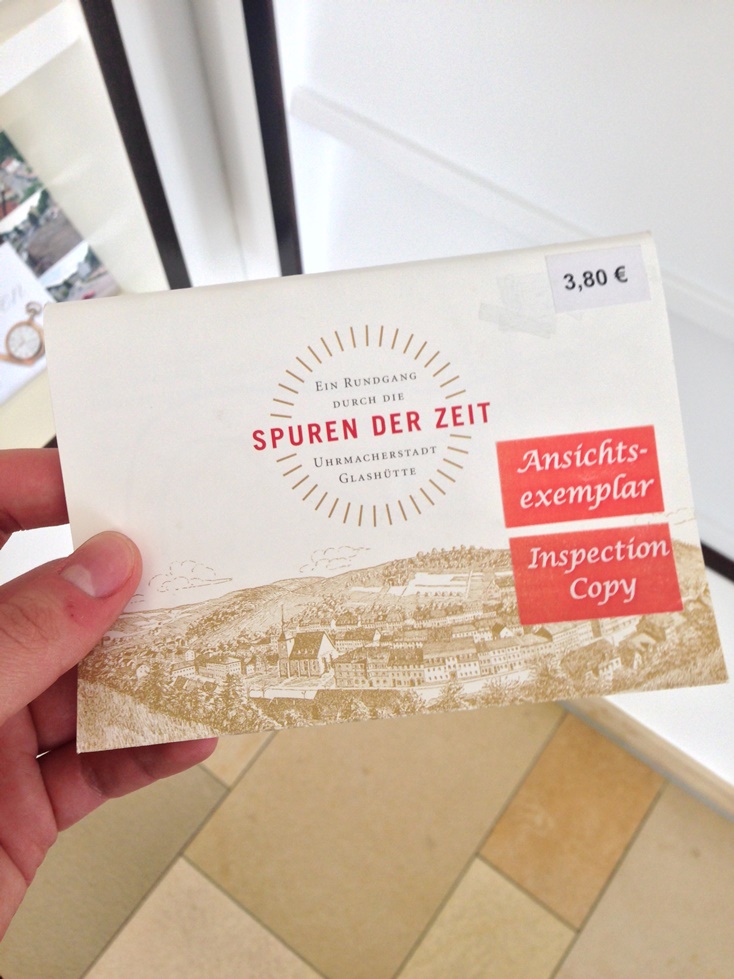 3,80 €
EIN RUNDGANG
DURCH DIE
SPUREN DER ZEIT
UHRMACHERSTADT
GLASHÜTTE
Ansichts-
exemplar
Inspection
Copy